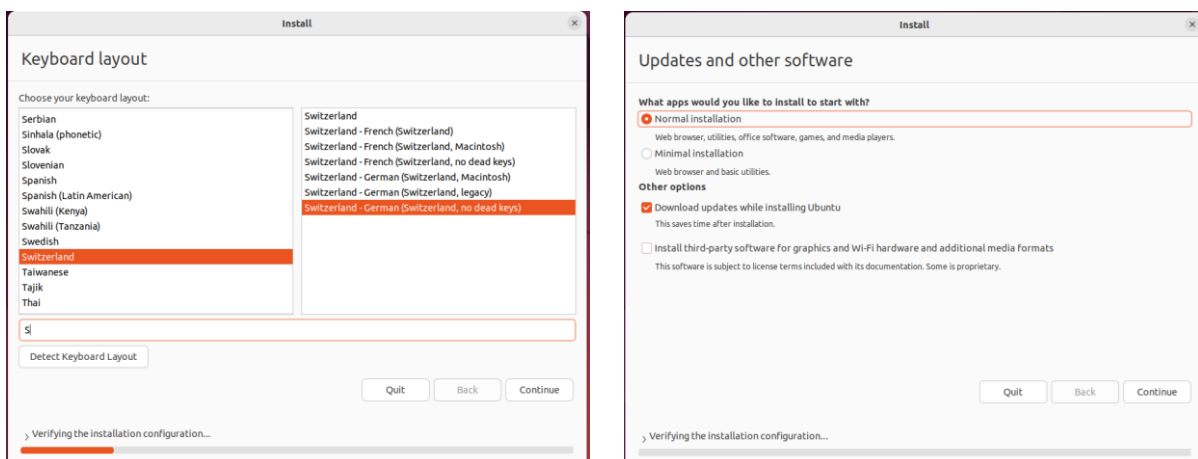 Install
Keyboard layout
Choose your keyboard layout:
Serbian
Sinhala (phonetic)
Slovak
Slovenian
Spanish
Spanish (Latin American)
Swahili (Kenya)
Swahili (Tanzania)
Swedish
Switzerland
Taiwanese
Tajik
Thai
Switzerland
Switzerland - French (Switzerland)
Switzerland - French (Switzerland, Macintosh)
Switzerland - French (Switzerland, no dead keys)
Switzerland - German (Switzerland, Macintosh)
Switzerland - German (Switzerland, legacy)
Switzerland - German (Switzerland, no dead keys)
S
Detect Keyboard Layout
Quit Back Continue
Verifying the installation configuration...
Install
Updates and other software
What apps would you like to install to start with?
Normal installation
Web browser, utilities, office software, games, and media players.
Minimal installation
Web browser and basic utilities.
Other options
Download updates while installing Ubuntu
This saves time after installation.
Install third-party software for graphics and Wi-Fi hardware and additional media formats
This software is subject to license terms included with its documentation. Some is proprietary.
Quit Back Continue
Verifying the installation configuration...